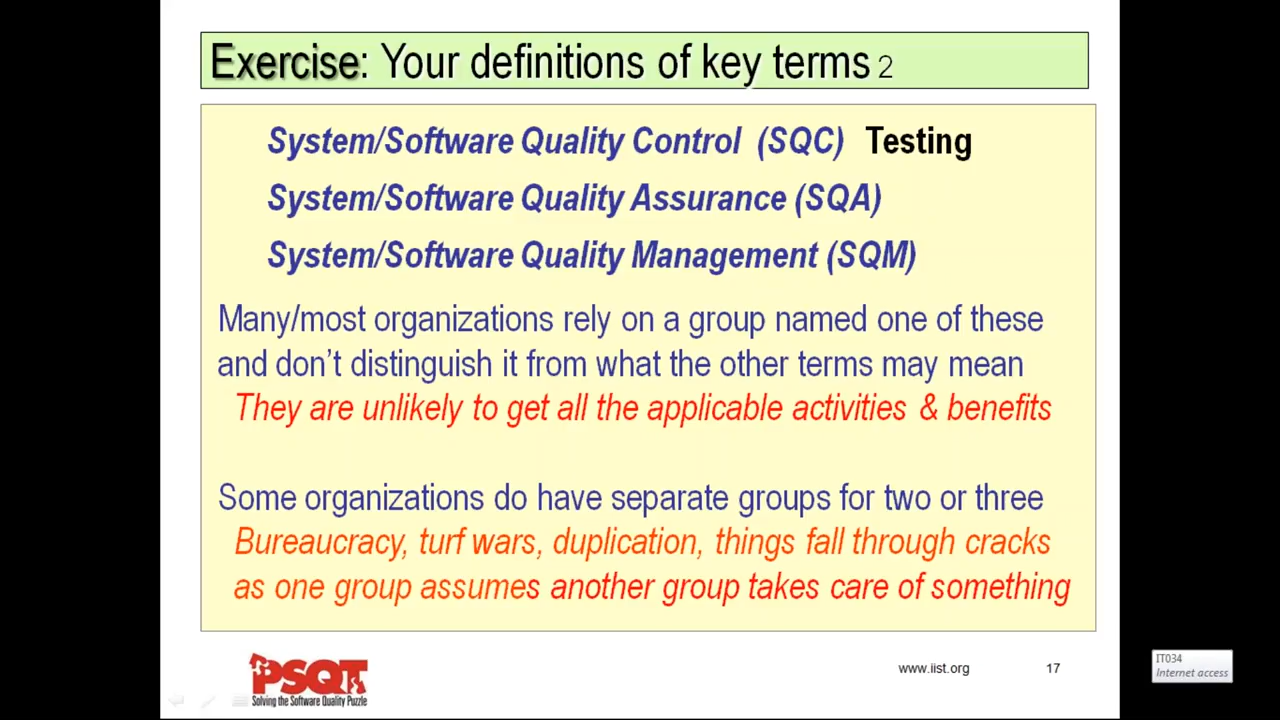 Exercise: Your definitions of key terms 2
System/Software Quality Control (SQC) Testing
System/Software Quality Assurance (SQA)
System/Software Quality Management (SQM)
Many/most organizations rely on a group named one of these
and don’t distinguish it from what the other terms may mean
They are unlikely to get all the applicable activities & benefits
Some organizations do have separate groups for two or three
Bureaucracy, turf wars, duplication, things fall through cracks
as one group assumes another group takes care of something
PSQT
Solving the Software Quality Puzzle
www.iist.org
17
IT034
Internet access